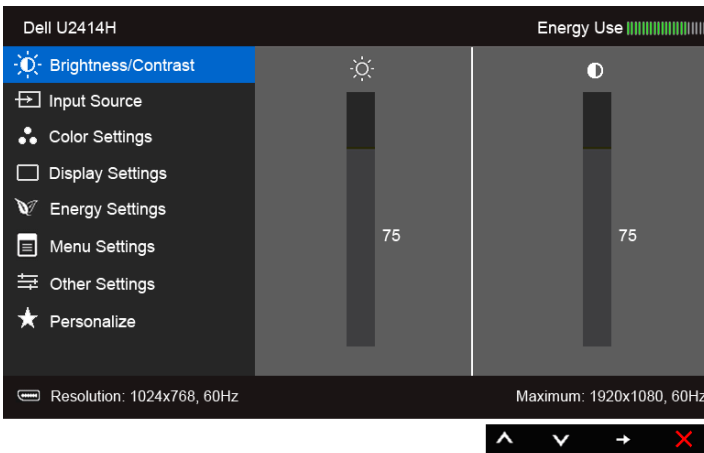 Dell U2414H Energy Use
Brightness/Contrast
Input Source
Color Settings
Display Settings
Energy Settings
Menu Settings
75 75
Other Settings
Personalize
Resolution: 1024x768, 60Hz Maximum: 1920x1080, 60Hz